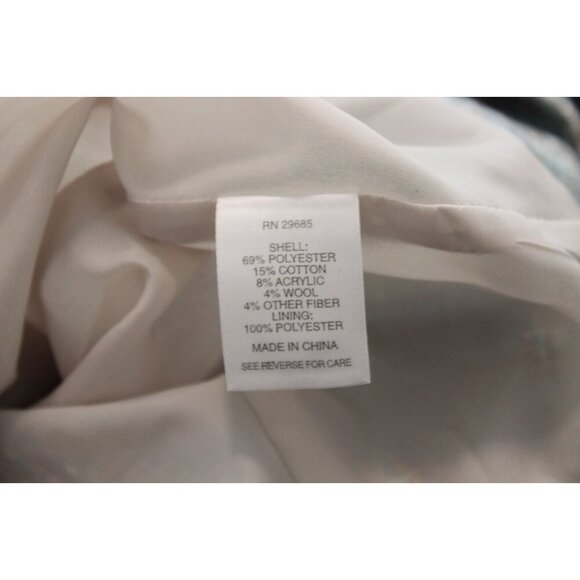 RN 29685
SHELL:
69% POLYESTER
15% COTTON
8% ACRYLIC
4% WOOL
4% OTHER FIBER
LINING:
100% POLYESTER
MADE IN CHINA
SEE REVERSE FOR CARE